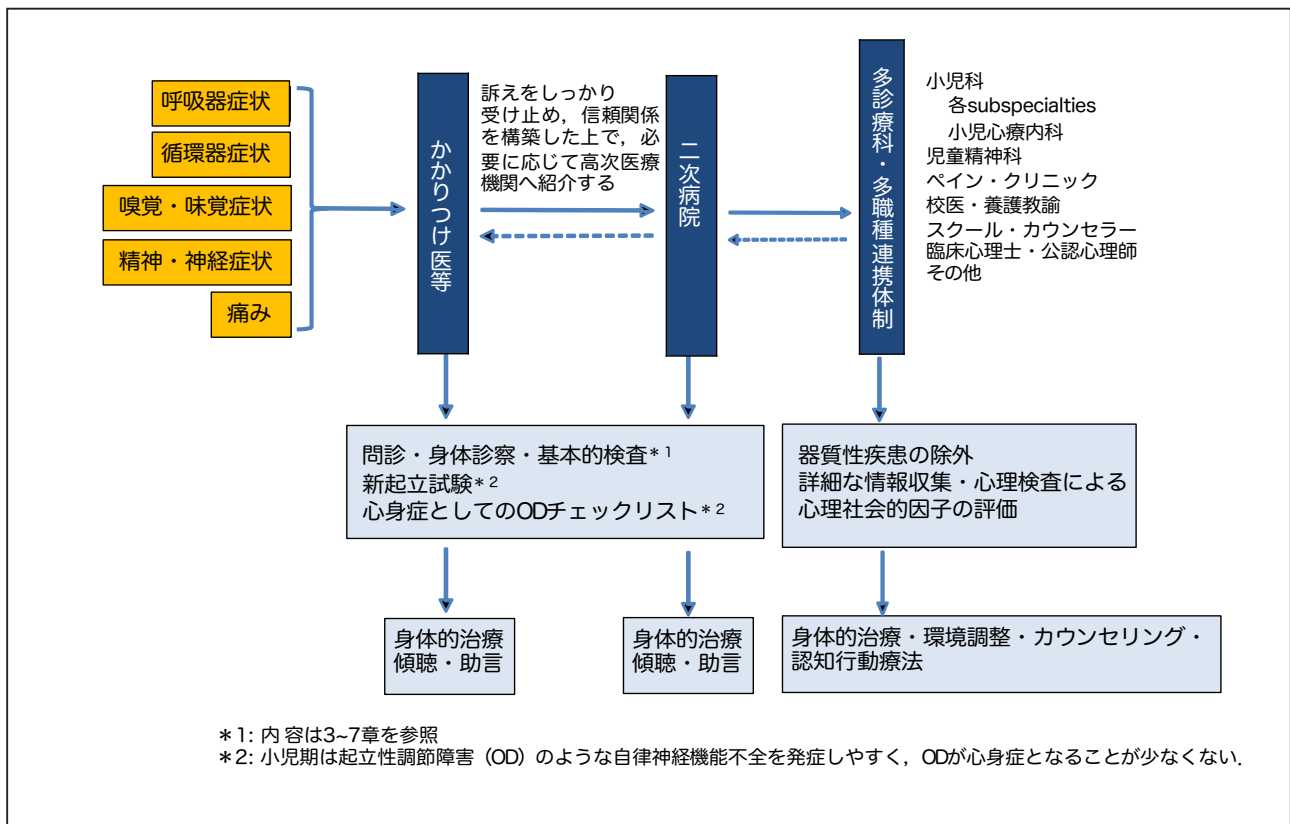 呼吸器症状
循環器症状
嗅覚・味覚症状
精神・神経症状
痛み
かかりつけ医等
訴えをしっかり
受け止め，信頼関係
を構築した上で，必
要に応じて高次医療
機関へ紹介する
二次病院
多診療科・多職種連携体制
小児科
各subspecialties
小児心療内科
児童精神科
ペイン・クリニック
校医・養護教諭
スクール・カウンセラー
臨床心理士・公認心理師
その他
問診・身体診察・基本的検査＊1
新起立試験＊2
心身症としてのODチェックリスト＊2
器質性疾患の除外
詳細な情報収集・心理検査による
心理社会的因子の評価
身体的治療
傾聴・助言
身体的治療
傾聴・助言
身体的治療・環境調整・カウンセリング・
認知行動療法
＊1: 内 容は3~7章を参照
＊2: 小児期は起立性調節障害（OD）のような自律神経機能不全を発症しやすく，ODが心身症となることが少なくない．